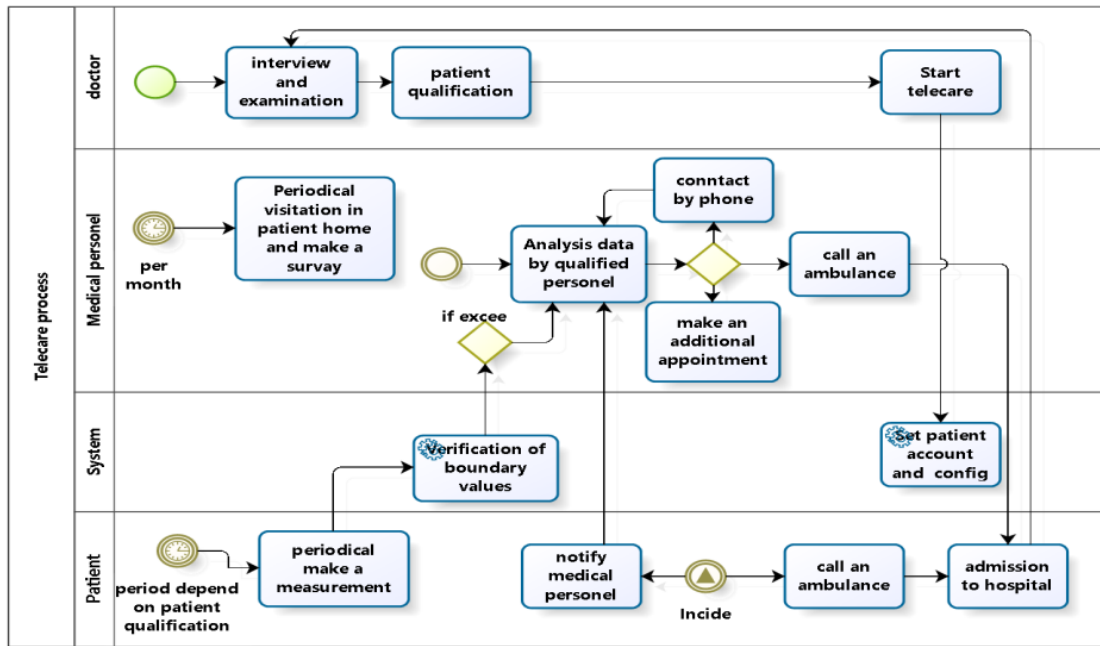 Telecare process
doctor
interview
and
examination
patient
qualification
Start
telecare
Medical personel
per
month
Periodical
visitation in
patient home
and make a
survay
Analysis data
by qualified
personel
conntact
by phone
call an
ambulance
make an
additional
appointment
if excee
System
Verification of
boundary
values
Set patient
account
and config
Patient
period depend
on patient
qualification
periodical
make a
measurement
notify
medical
personel
Incide
call an
ambulance
admission
to hospital